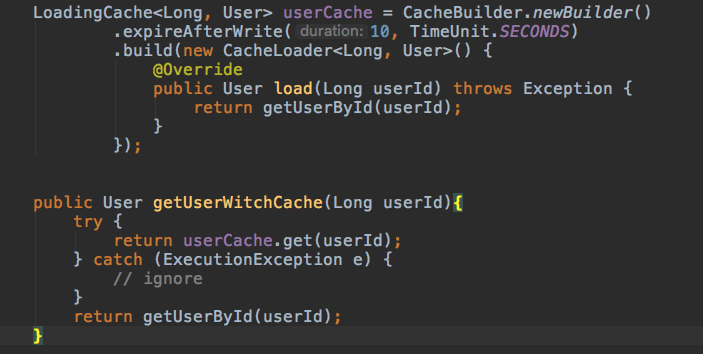 LoadingCache<Long, User> userCache = CacheBuilder.newBuilder()
.expireAfterWrite( duration: 10, TimeUnit.SECONDS)
.build(new CacheLoader<Long, User>() {
@Override
public User load(Long userId) throws Exception {
return getUserById(userId);
}
});
public User getUserWitchCache(Long userId){
try {
return userCache.get(userId);
} catch (ExecutionException e) {
// ignore
}
return getUserById(userId);
}